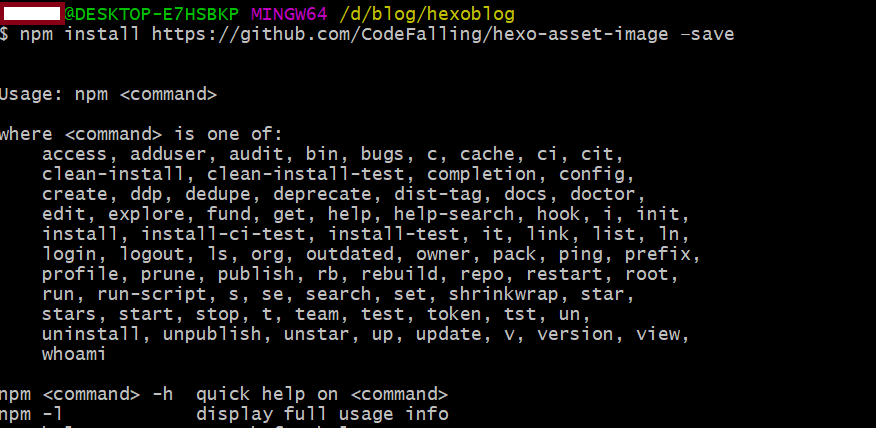 @DESKTOP-E7HSBKP MINGW64 /d/blog/hexoblog
$ npm install https://github.com/CodeFalling/hexo-asset-image –save
Usage: npm <command>
where <command> is one of:
access, adduser, audit, bin, bugs, c, cache, ci, cit,
clean-install, clean-install-test, completion, config,
create, ddp, dedupe, deprecate, dist-tag, docs, doctor,
edit, explore, fund, get, help, help-search, hook, i, init,
install, install-ci-test, install-test, it, link, list, ln,
login, logout, ls, org, outdated, owner, pack, ping, prefix,
profile, prune, publish, rb, rebuild, repo, restart, root,
run, run-script, s, se, search, set, shrinkwrap, star,
stars, start, stop, t, team, test, token, tst, un,
uninstall, unpublish, unstar, up, update, v, version, view,
whoami
npm <command> -h quick help on <command>
npm -l display full usage info